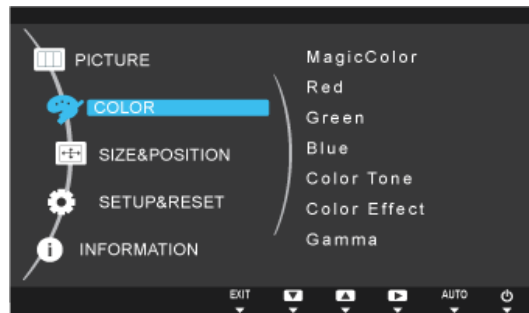 PICTURE
COLOR
SIZE&POSITION
SETUP&RESET
INFORMATION
MagicColor
Red
Green
Blue
Color Tone
Color Effect
Gamma
EXIT
AUTO